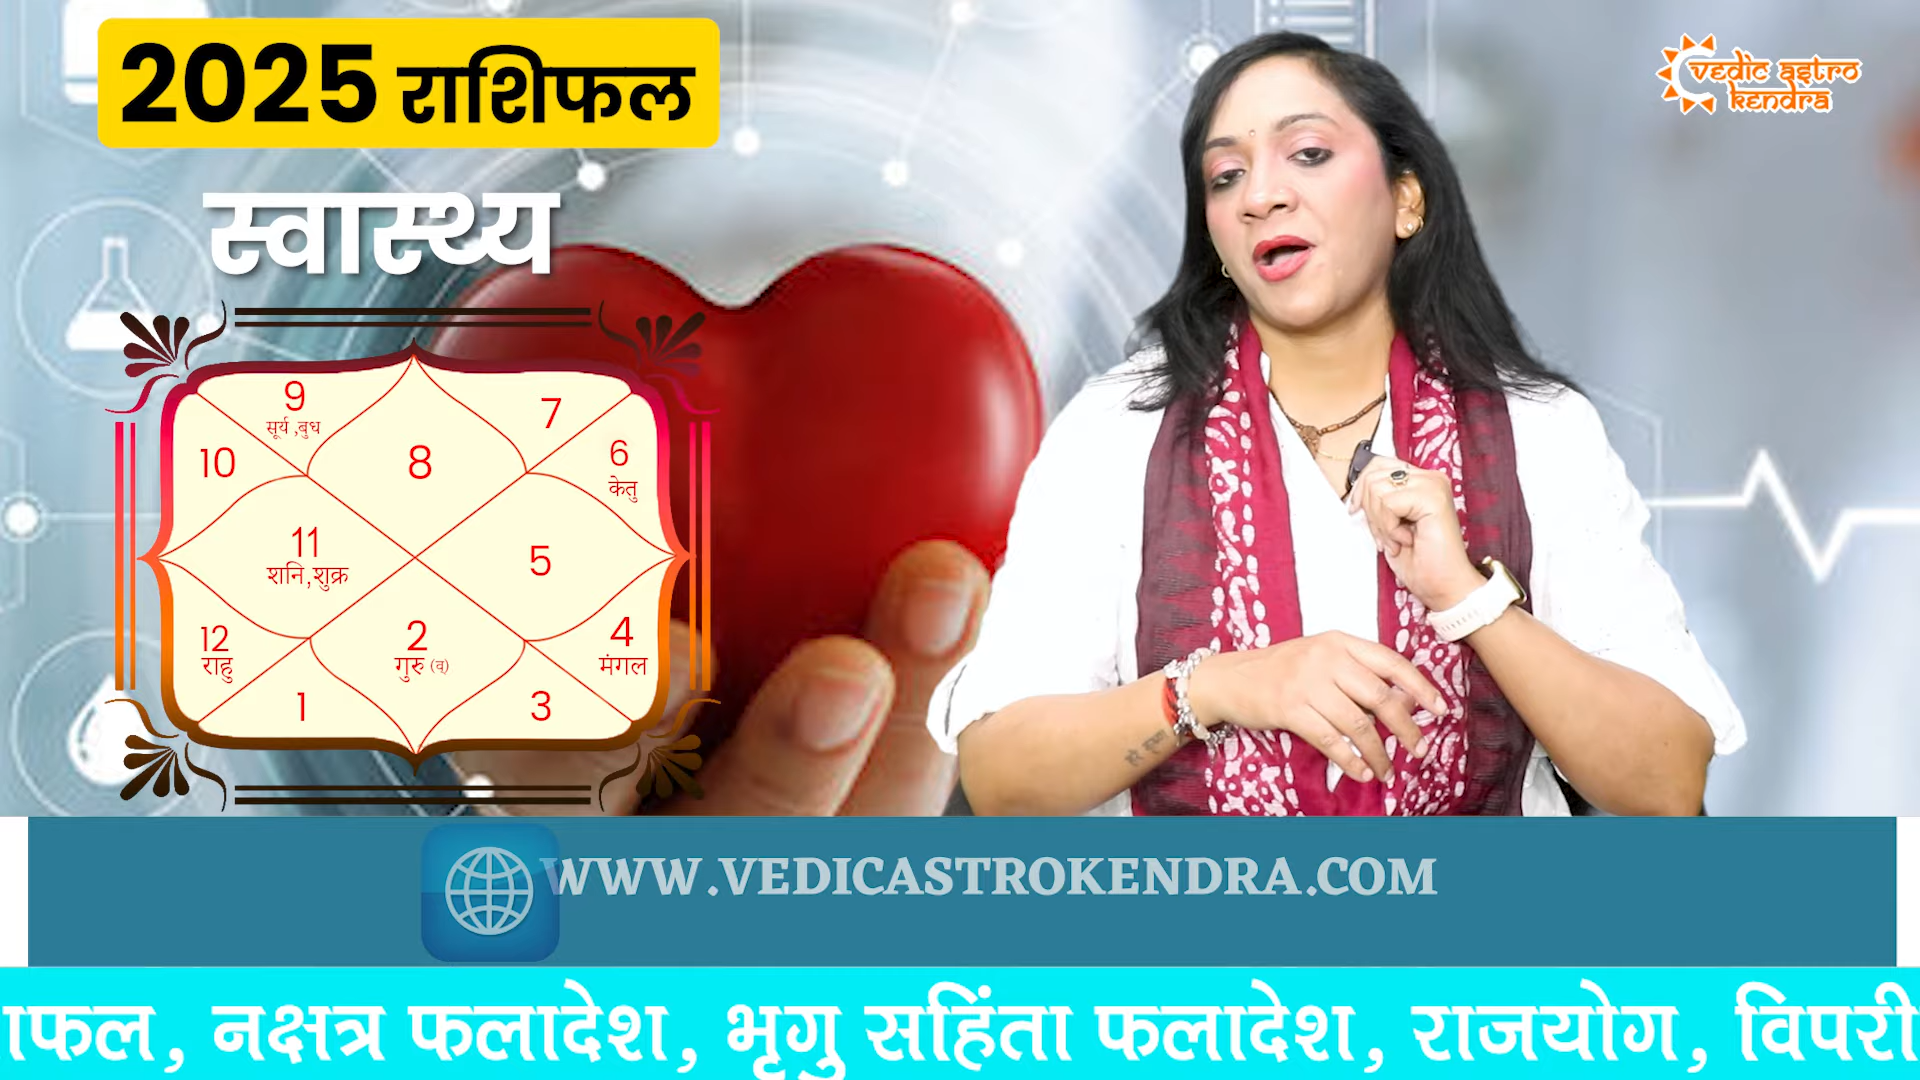 2025 राशिफल
vedic astro
kendra
स्वास्थ्य
9
सूर्य ,बुध
7
10
8
6
केतु
11
शनि,शुक्र
5
12
राहु
2
गुरु (व)
4
मंगल
1
3
WWW.VEDICASTROKENDRA.COM
ाफल, नक्षत्र फलादेश, भृगु सहिंता फलादेश, राजयोग, विपरी